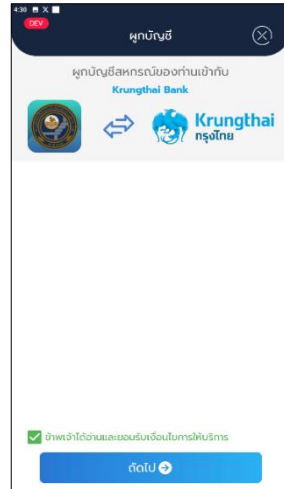 4:30
DEV
ผูกบัญชี
ผูกบัญชีสหกรณ์ของท่านเข้ากับ
Krungthai Bank
Krungthai
กรุงไทย
ข้าพเจ้าได้อ่านและยอมรับเงื่อนไขการให้บริการ
ถัดไป